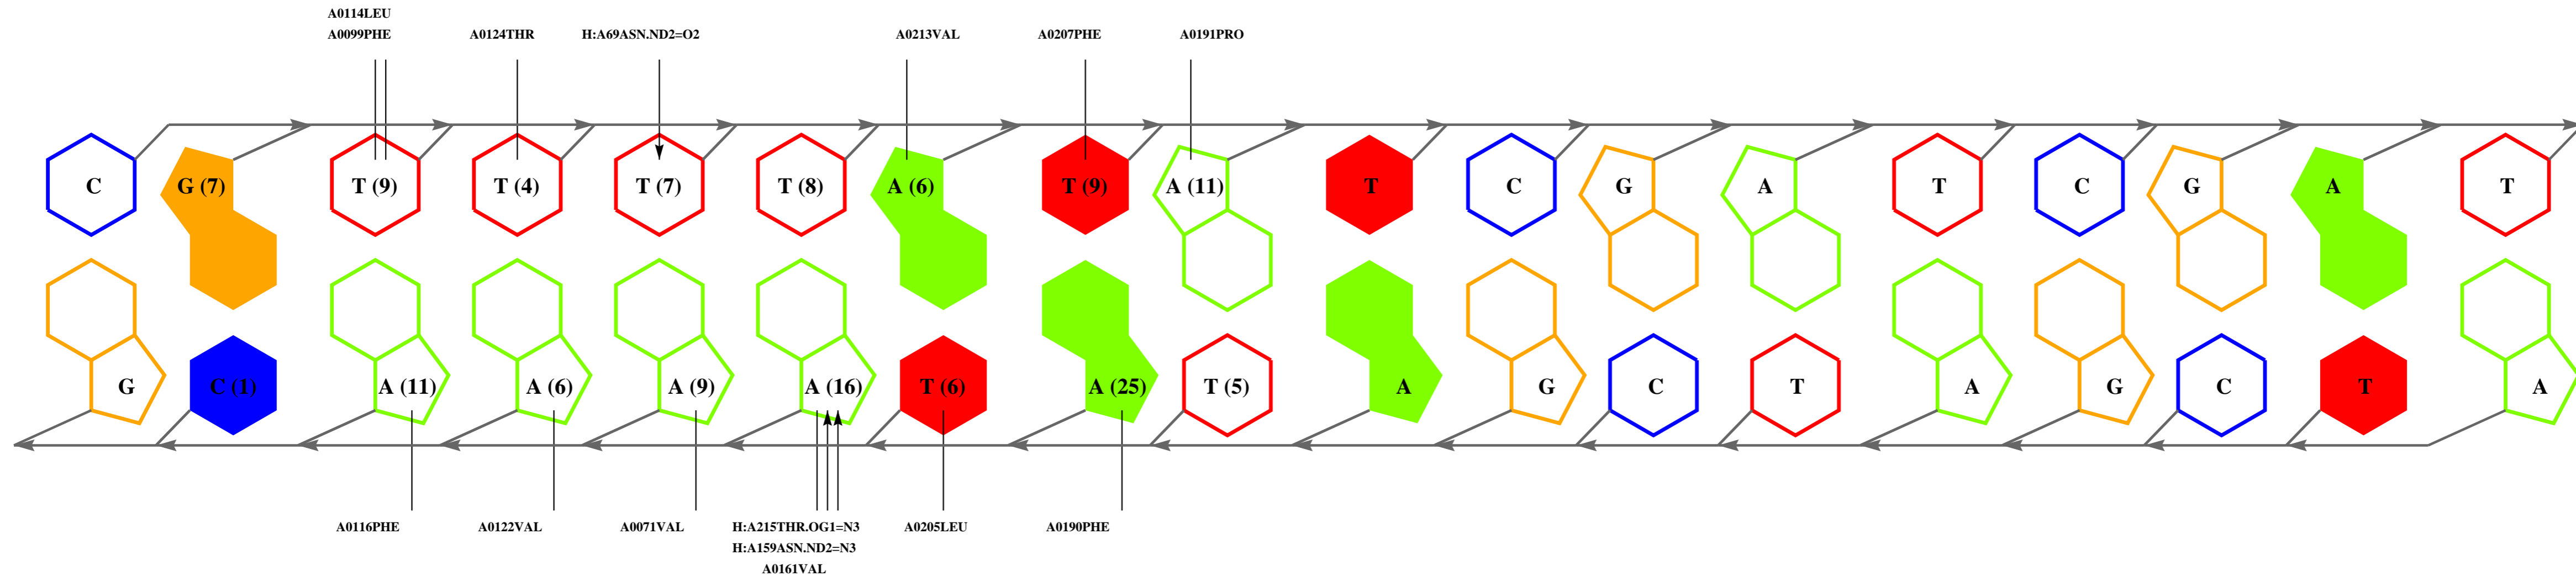 A0114LEU
A0099PHE A0124THR H:A69ASN.ND2=O2 A0213VAL A0207PHE A0191PRO
C G (7) T (9) T (4) T (7) T (8) A (6) T (9) A (11) T C G A T C G A T
G C (1) A (11) A (6) A (9) A (16) T (6) A (25) T (5) A G C T A G C T A
A0116PHE A0122VAL A0071VAL H:A215THR.OG1=N3 A0205LEU A0190PHE
H:A159ASN.ND2=N3
A0161VAL